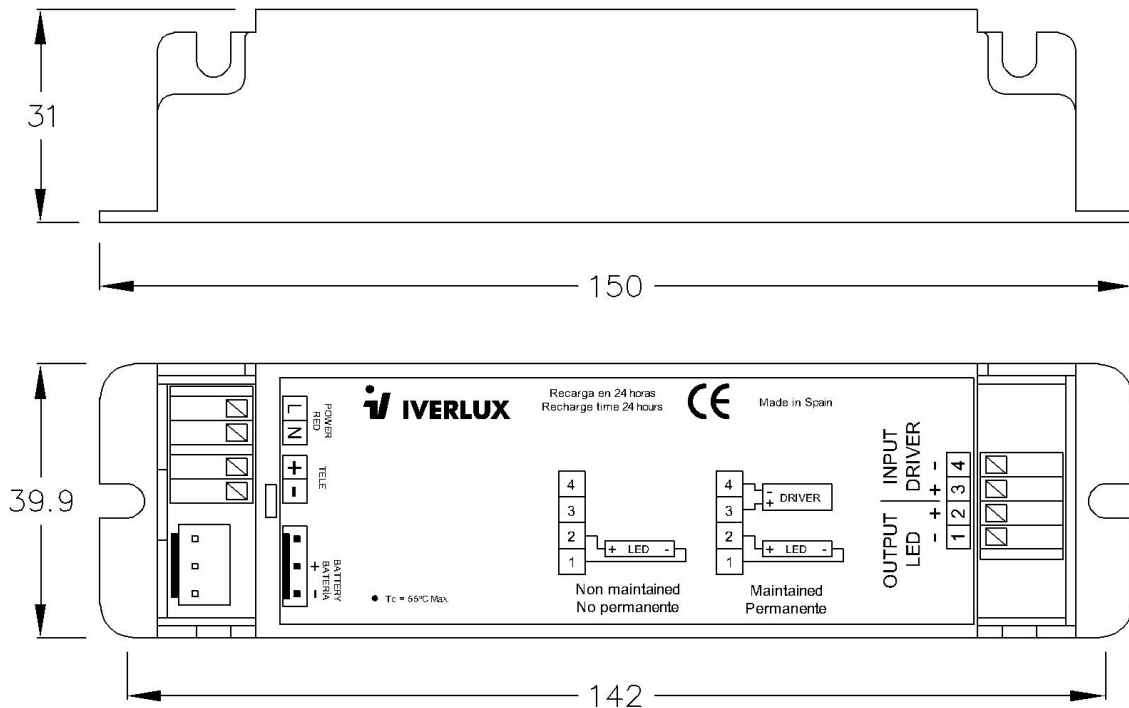 31
150
39.9
142
POWER
RED
L N
TELE
+ -
BATTERY
BATERÍA
+ -
IVERLUX
Recarga en 24 horas
Recharge time 24 hours
CE
Made in Spain
Tc = 55ºC Max.
4
3
2
1
+ LED -
Non maintained
No permanente
4
3
2
1
- + DRIVER
+ LED -
Maintained
Permanente
OUTPUT INPUT
LED DRIVER
- + + -
1 2 3 4